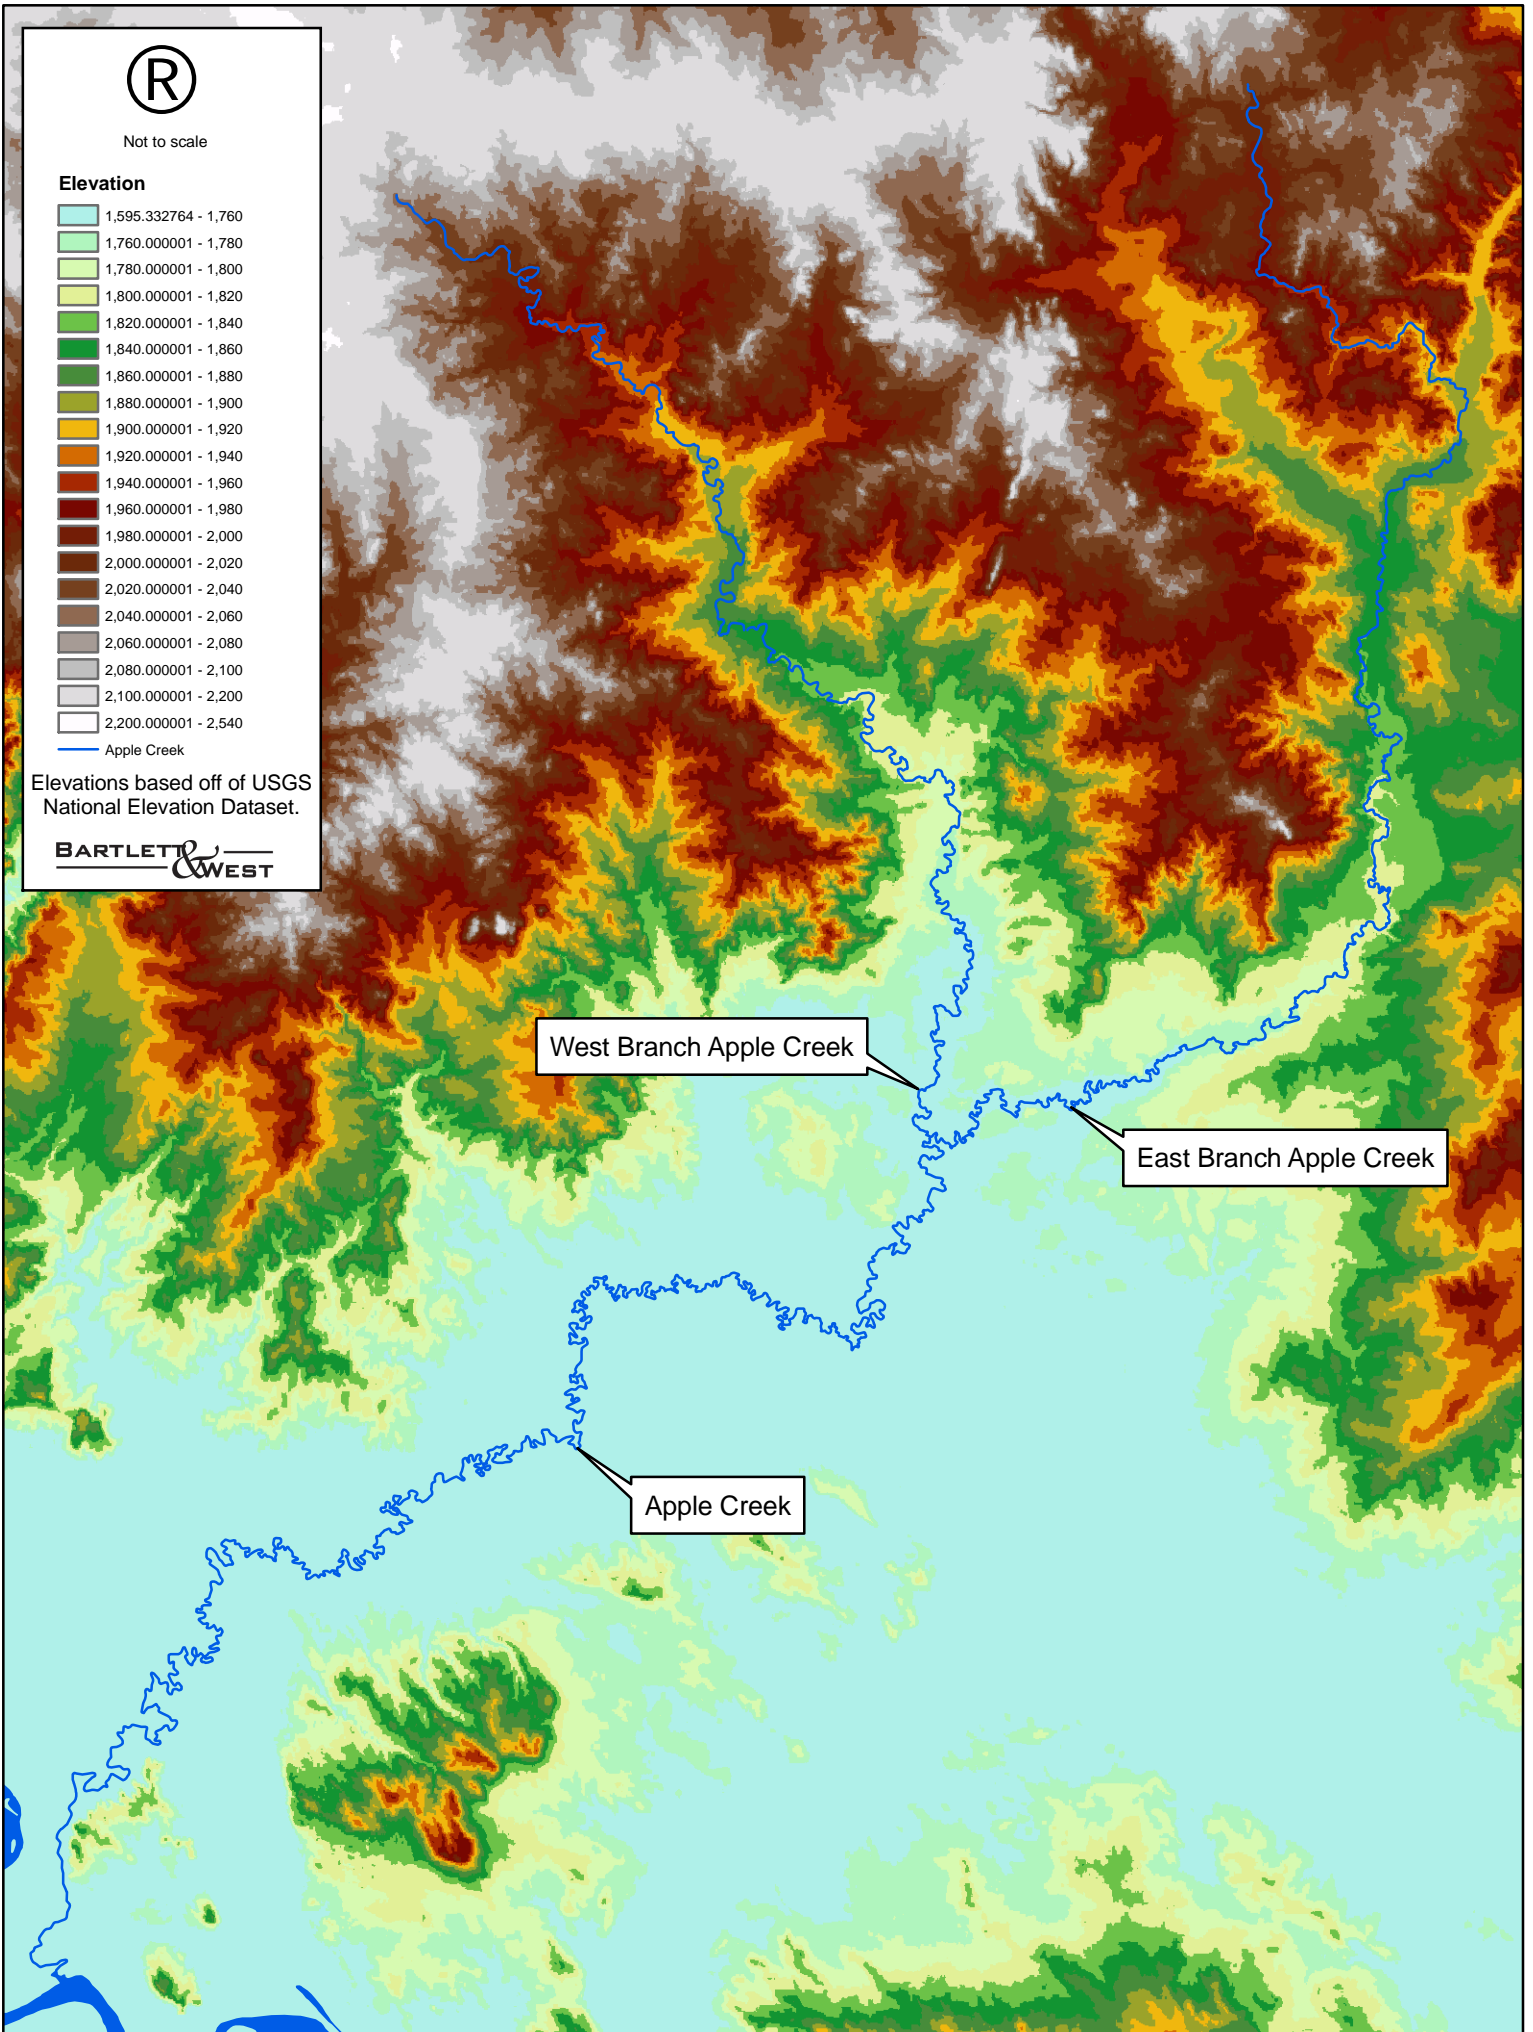 ®
Not to scale
Elevation
1,595.332764 - 1,760
1,760.000001 - 1,780
1,780.000001 - 1,800
1,800.000001 - 1,820
1,820.000001 - 1,840
1,840.000001 - 1,860
1,860.000001 - 1,880
1,880.000001 - 1,900
1,900.000001 - 1,920
1,920.000001 - 1,940
1,940.000001 - 1,960
1,960.000001 - 1,980
1,980.000001 - 2,000
2,000.000001 - 2,020
2,020.000001 - 2,040
2,040.000001 - 2,060
2,060.000001 - 2,080
2,080.000001 - 2,100
2,100.000001 - 2,200
2,200.000001 - 2,540
Apple Creek
Elevations based off of USGS
National Elevation Dataset.
BARTLETT
& WEST
West Branch Apple Creek
East Branch Apple Creek
Apple Creek